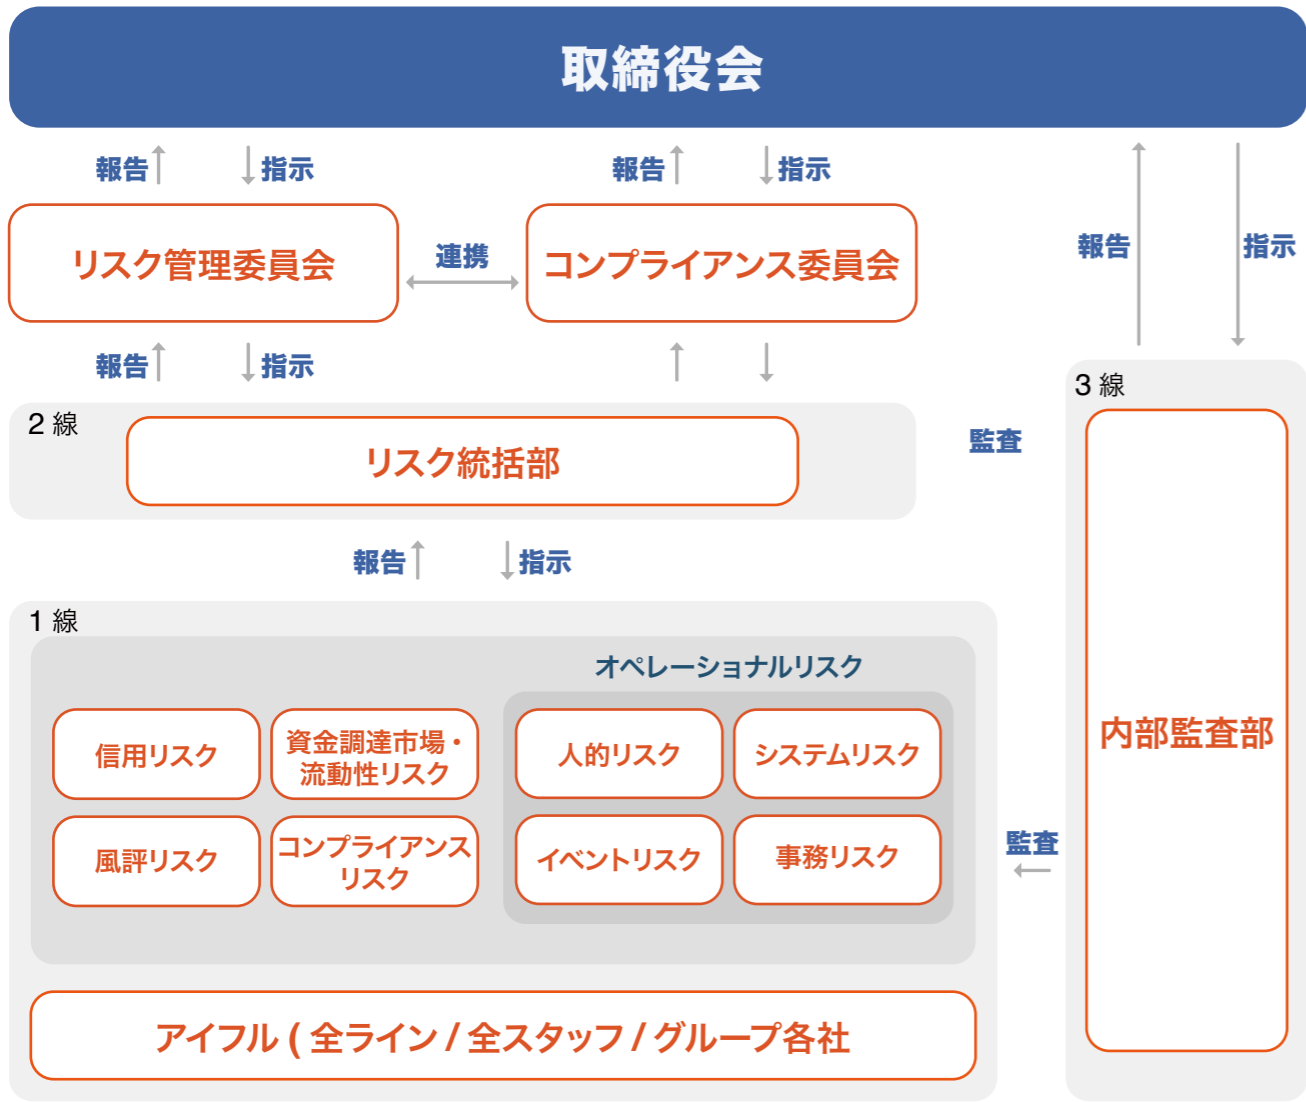 取締役会
報告
指示
報告
指示
報告
指示
リスク管理委員会
連携
コンプライアンス委員会
報告
指示
3 線
2 線
リスク統括部
監査
報告
指示
1 線
オペレーショナルリスク
信用リスク
資金調達市場・
流動性リスク
人的リスク
システムリスク
風評リスク
コンプライアンス
リスク
イベントリスク
事務リスク
監査
内部監査部
アイフル ( 全ライン / 全スタッフ / グループ各社